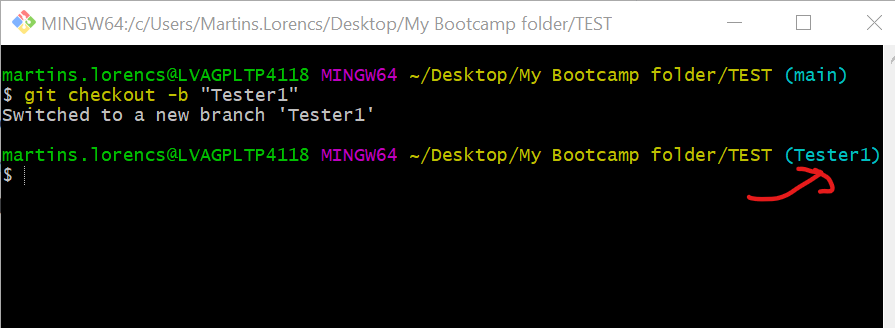 MINGW64:/c/Users/Martins.Lorencs/Desktop/My Bootcamp folder/TEST
martins.lorencs@LVAGPLTP4118 MINGW64 ~/Desktop/My Bootcamp folder/TEST (main)
$ git checkout -b "Tester1"
Switched to a new branch 'Tester1'
martins.lorencs@LVAGPLTP4118 MINGW64 ~/Desktop/My Bootcamp folder/TEST (Tester1)
$